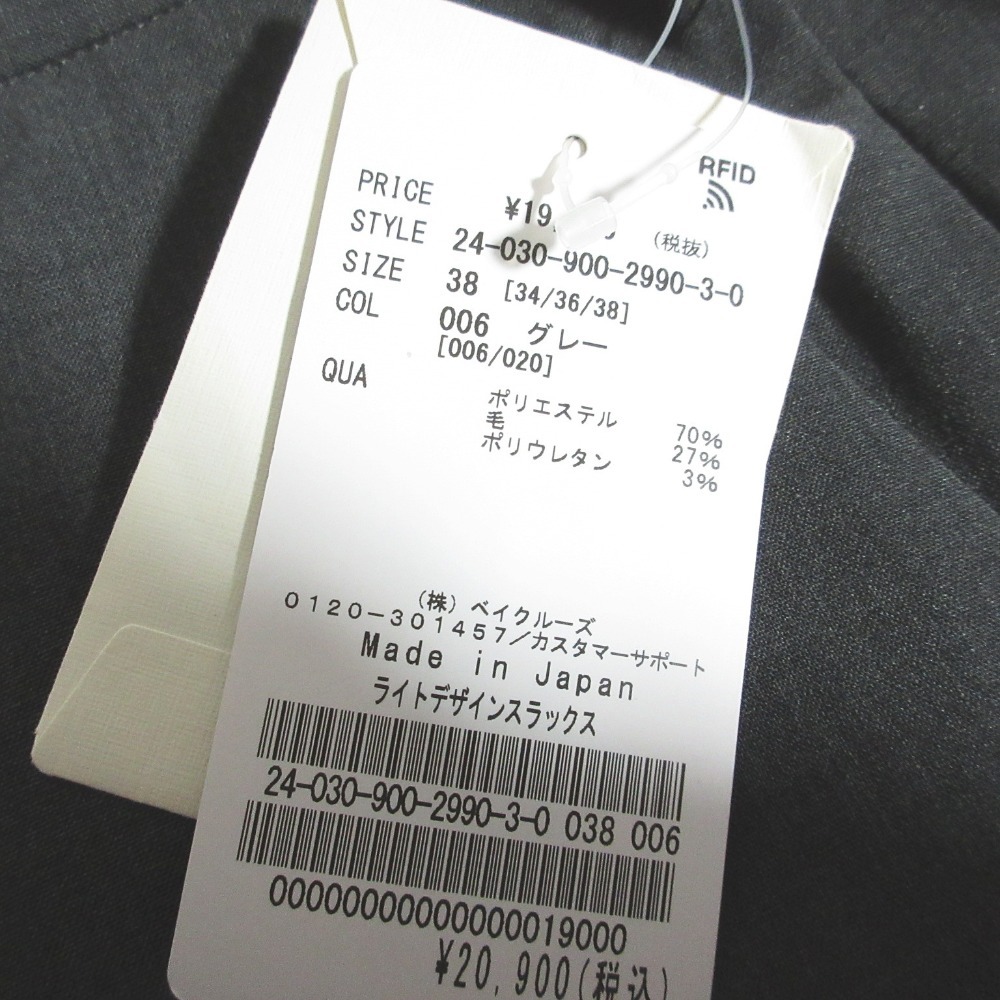 RFID
PRICE ¥19, (税抜)
STYLE 24-030-900-2990-3-0
SIZE 38 [34/36/38]
COL 006 グレー
[006/020]
QUA
ポリエステル 70%
毛 27%
ポリウレタン 3%
(株)ベイクルーズ
0120-301457/カスタマーサポート
Made in Japan
ライトデザインスラックス
24-030-900-2990-3-0 038 006
0000000000000019000
¥20,900(税込)